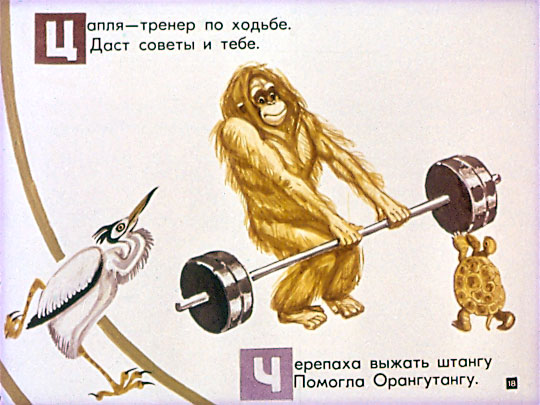 Цапля—тренер по ходьбе.
Даст советы и тебе.
Черепаха выжать штангу
Помогла Орангутангу.
18